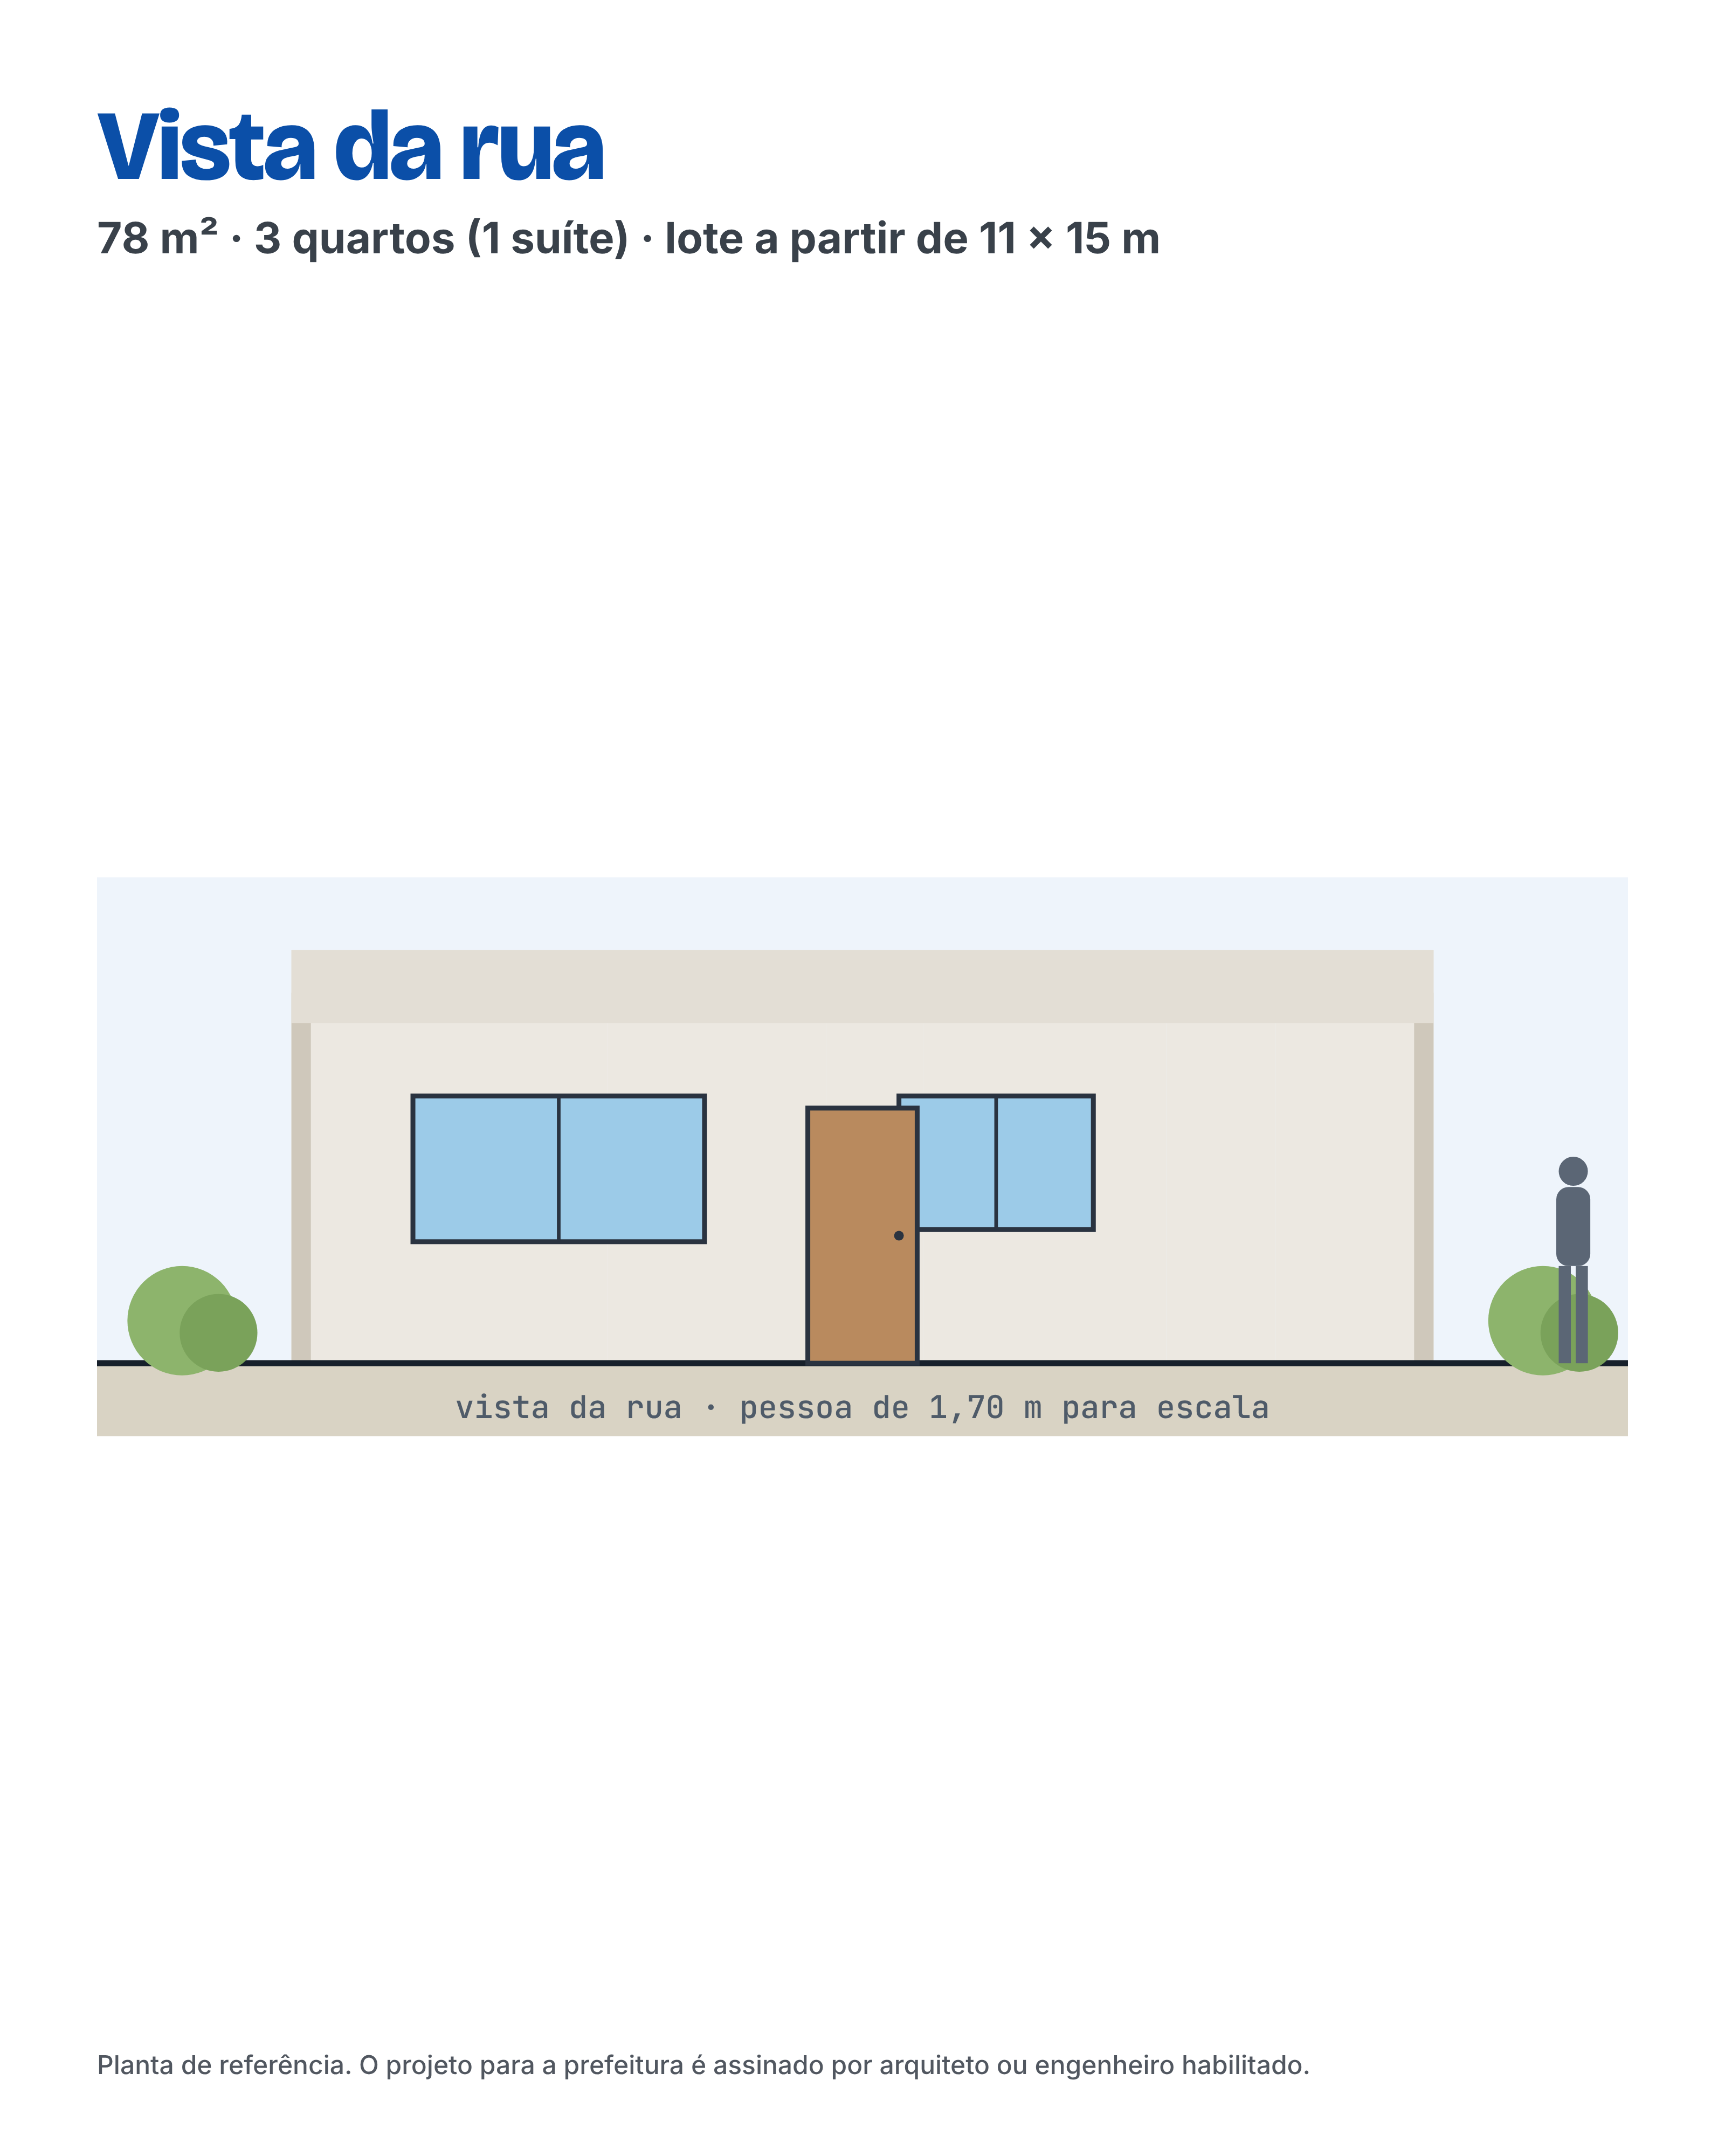 Vista da rua
78 m² · 3 quartos (1 suíte) · lote a partir de 11 × 15 m
vista da rua · pessoa de 1,70 m para escala
Planta de referência. O projeto para a prefeitura é assinado por arquiteto ou engenheiro habilitado.